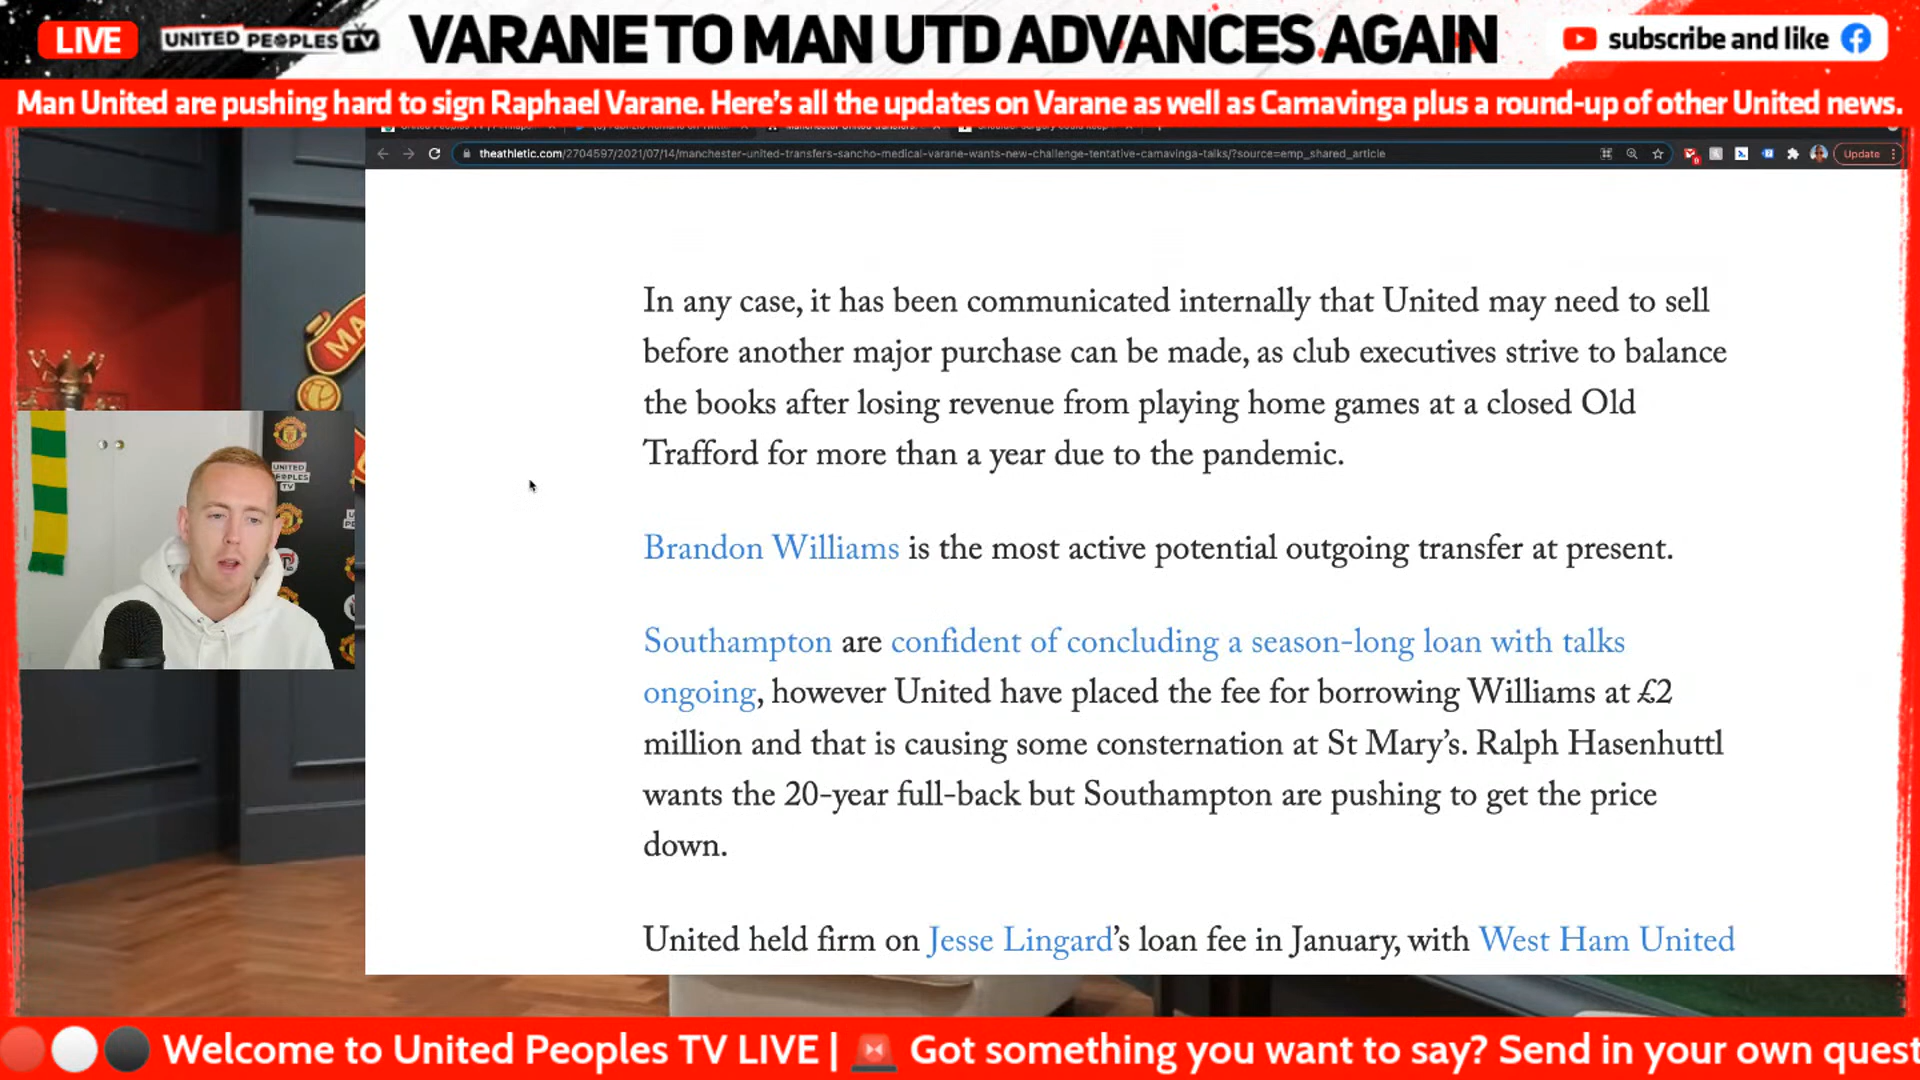 LIVE
UNITED PEOPLES TV
VARANE TO MAN UTD ADVANCES AGAIN
subscribe and like
Man United are pushing hard to sign Raphael Varane. Here's all the updates on Varane as well as Camavinga plus a round-up of other United news.
theathletic.com/2704597/2021/07/14/manchester-united-transfers-sancho-medical-varane-wants-new-challenge-tentative-camavinga-talks/?source=emp_shared_article
Update
In any case, it has been communicated internally that United may need to sell
before another major purchase can be made, as club executives strive to balance
the books after losing revenue from playing home games at a closed Old
Trafford for more than a year due to the pandemic.
Brandon Williams is the most active potential outgoing transfer at present.
Southampton are confident of concluding a season-long loan with talks
ongoing, however United have placed the fee for borrowing Williams at £2
million and that is causing some consternation at St Mary's. Ralph Hasenhuttl
wants the 20-year full-back but Southampton are pushing to get the price
down.
United held firm on Jesse Lingard's loan fee in January, with West Ham United
MA
UNITED
PEOPLES
TV
Welcome to United Peoples TV LIVE | Got something you want to say? Send in your own quest